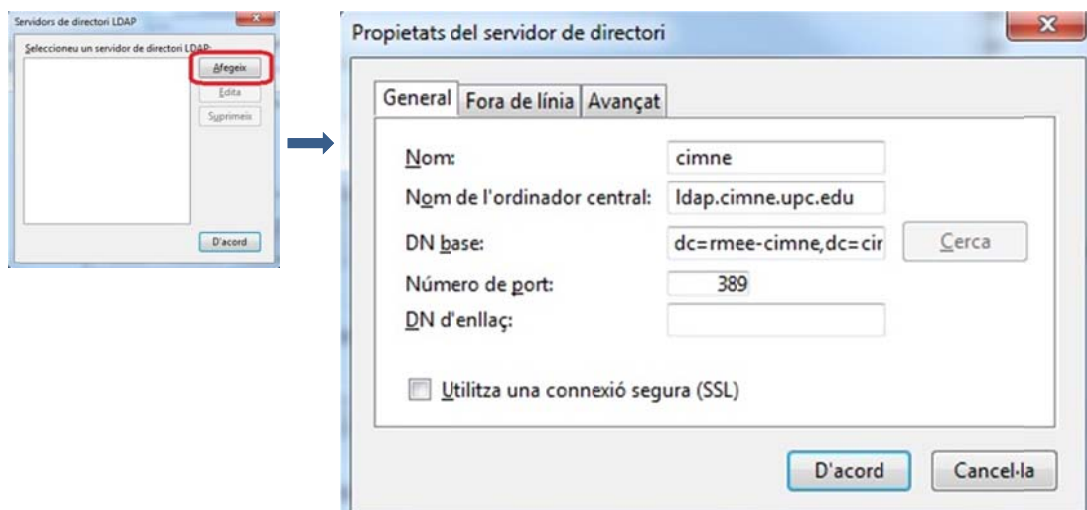 Servidors de directori LDAP
Seleccioneu un servidor de directori LDAP:
Afegeix
Edita
Suprimeix
D'acord
Propietats del servidor de directori
General Fora de línia Avançat
Nom: cimne
Nom de l'ordinador central: ldap.cimne.upc.edu
DN base: dc=rmee-cimne,dc=cir Cerca
Número de port: 389
DN d'enllaç:
Utilitza una connexió segura (SSL)
D'acord Cancel·la